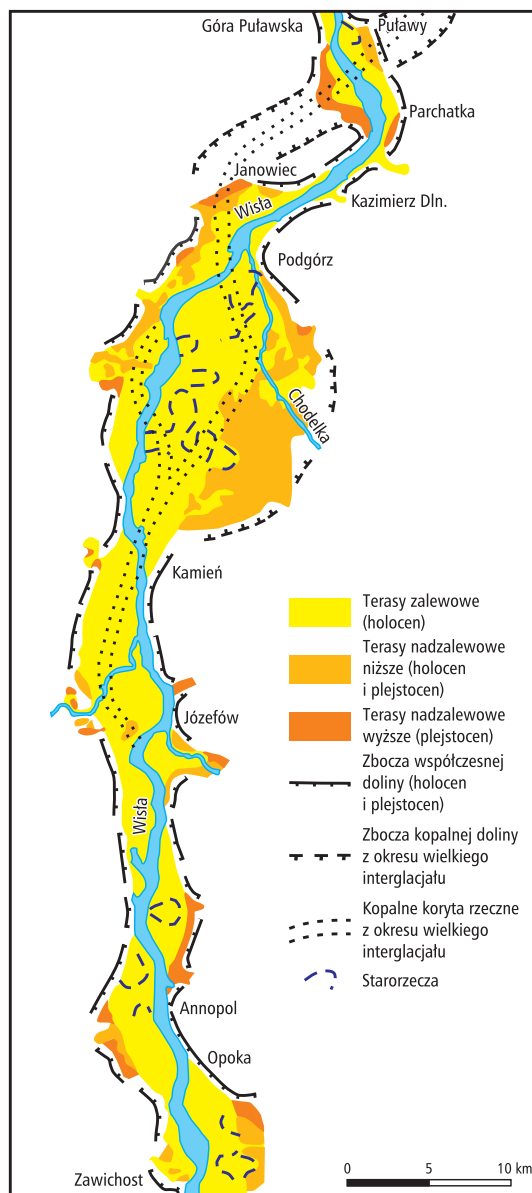 Góra Puławska
Puławy
Parchatka
Janowiec
Wisła
Kazimierz Dln.
Podgórz
Chodelka
Kamień
Józefów
Wisła
Annopol
Opoka
Zawichost
Terasy zalewowe
(holocen)
Terasy nadzalewowe
niższe (holocen
i plejstocen)
Terasy nadzalewowe
wyższe (plejstocen)
Zbocza współczesnej
doliny (holocen
i plejstocen)
Zbocza kopalnej doliny
z okresu wielkiego
interglacjału
Kopalne koryta rzeczne
z okresu wielkiego
interglacjału
Starorzecza
0 5 10 km